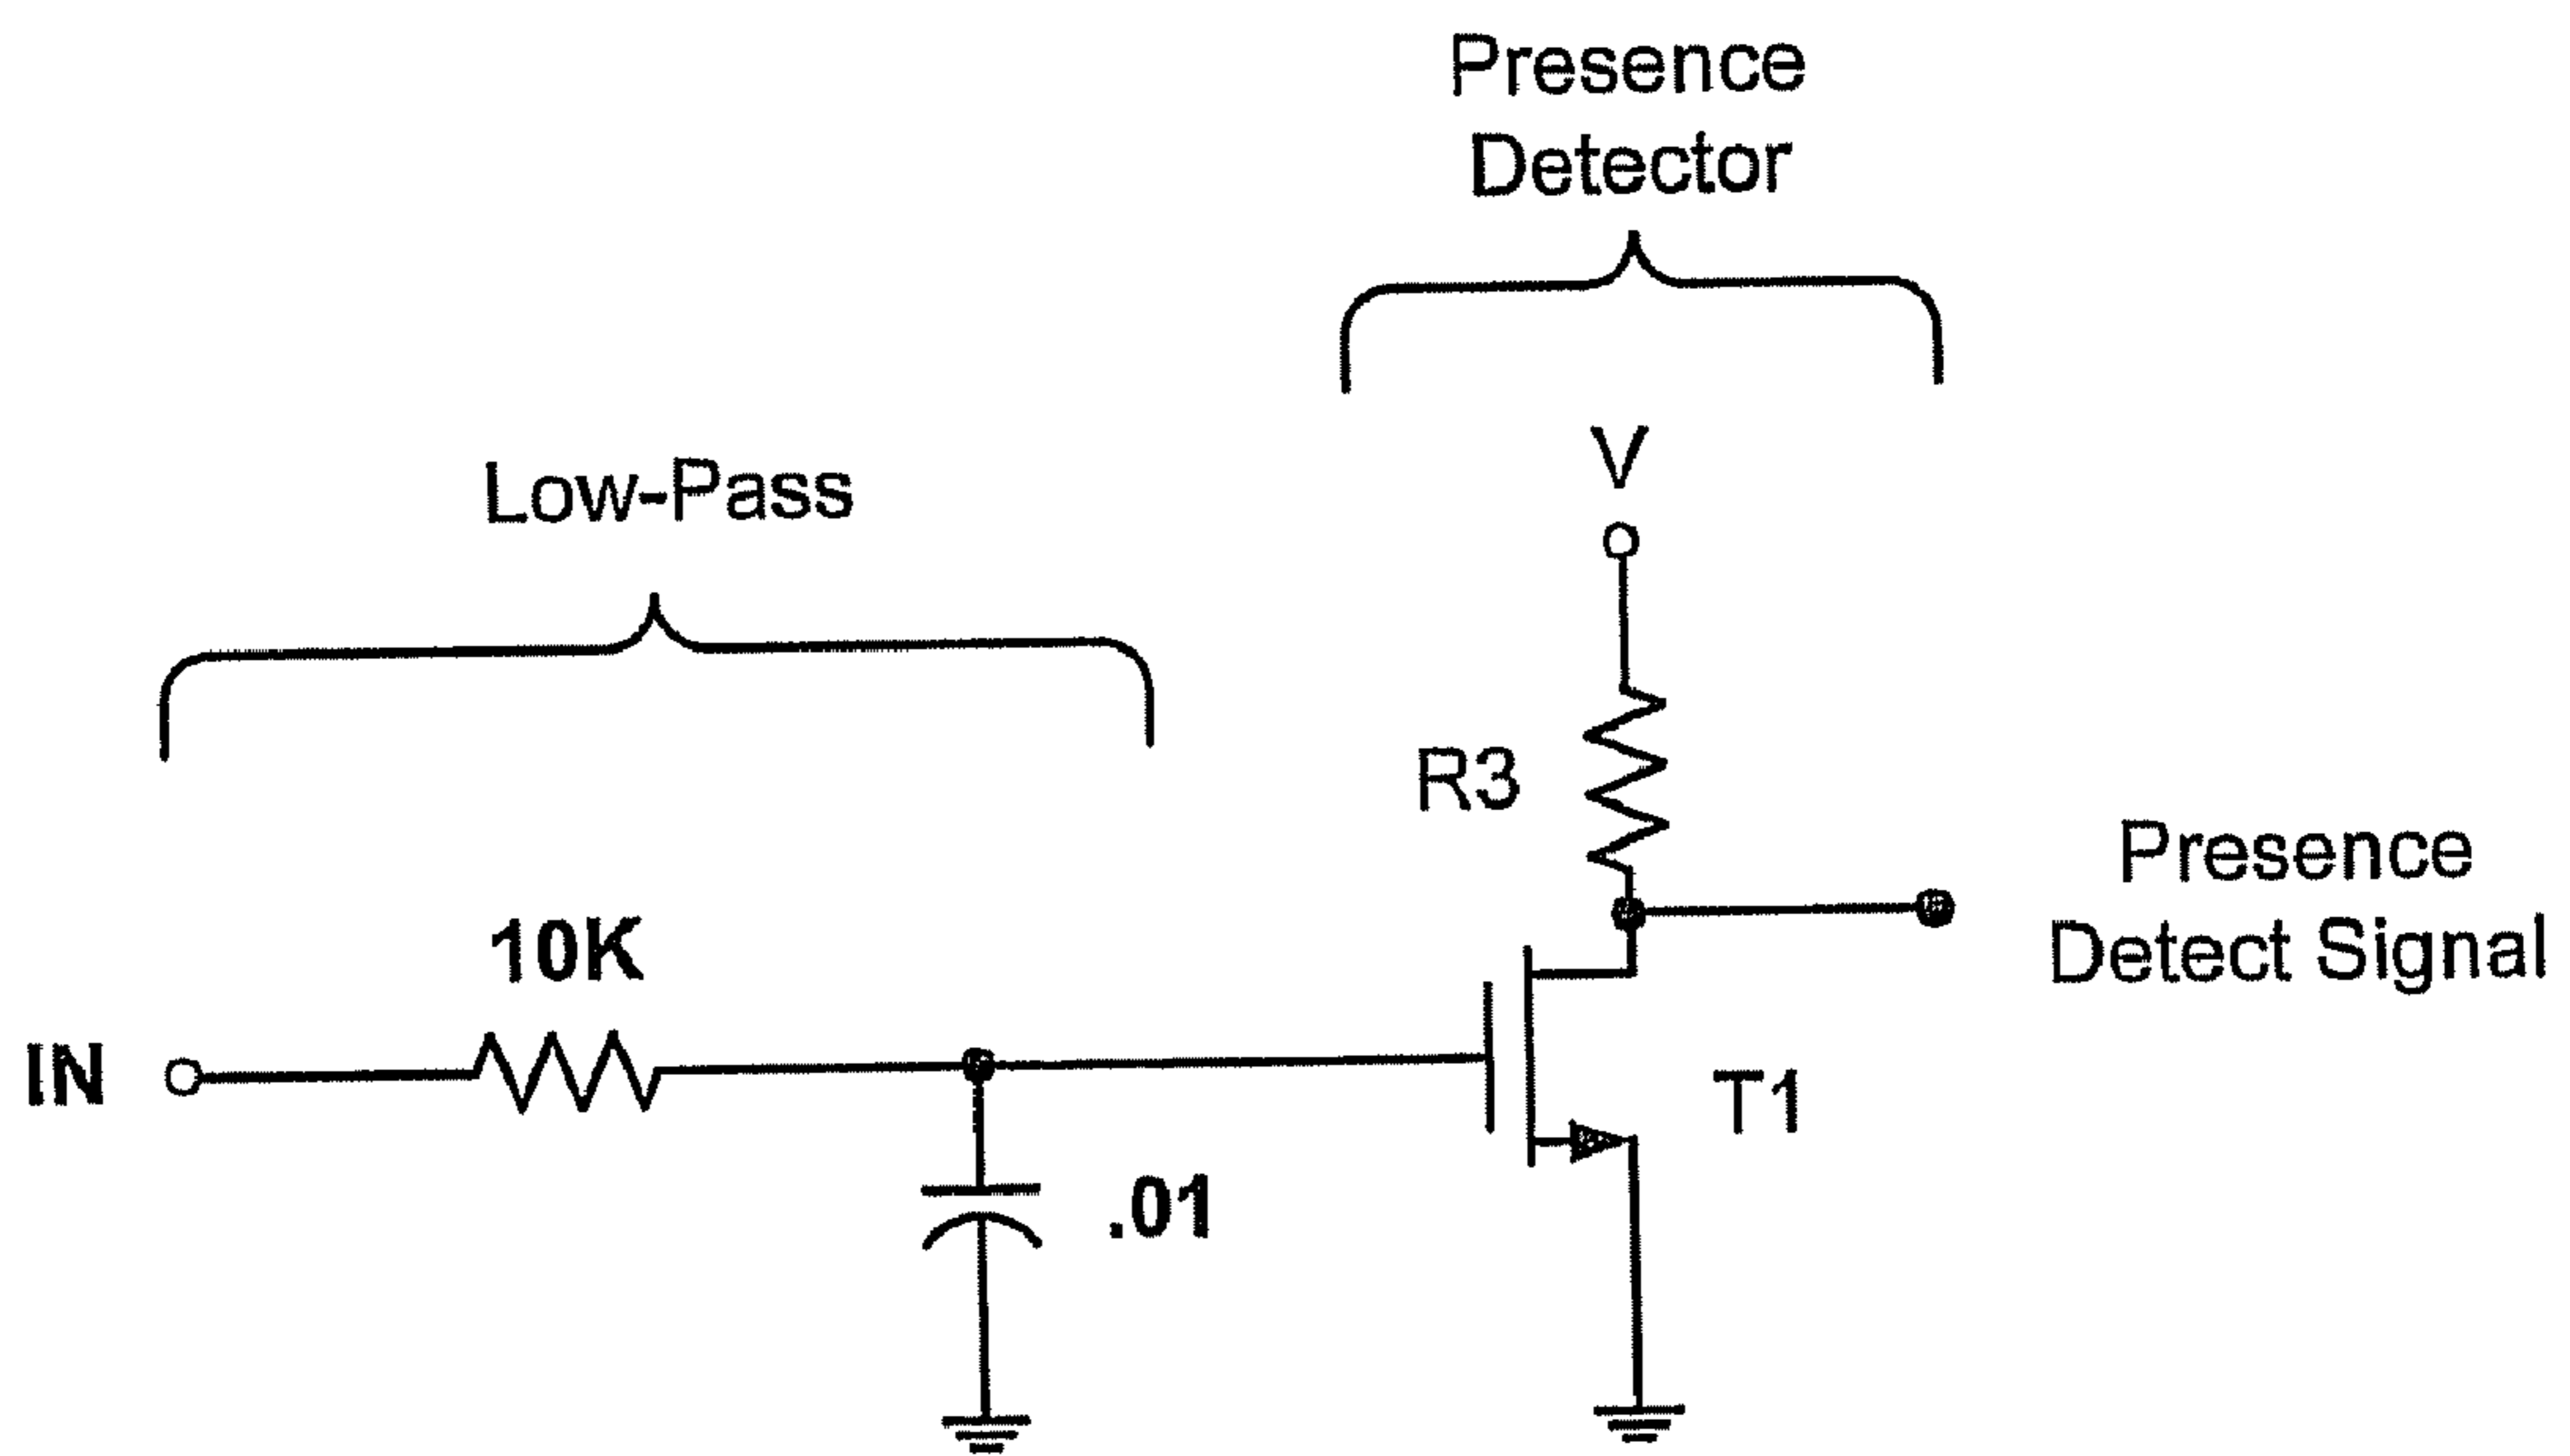 Presence
Detector
Low-Pass
V
R3
Presence
Detect Signal
10K
IN
T1
.01